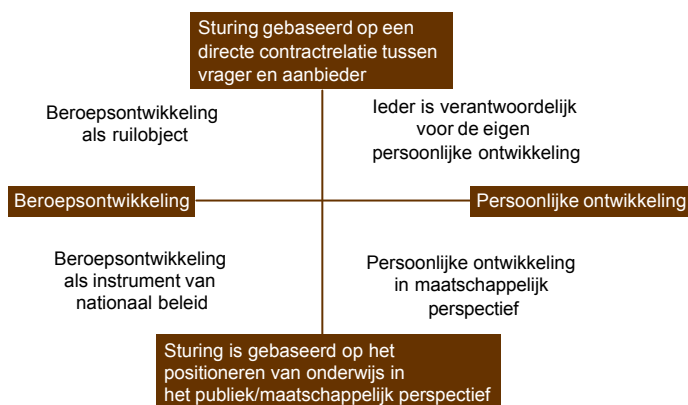 Sturing gebaseerd op een
directe contractrelatie tussen
vrager en aanbieder
Beroepsontwikkeling
als ruilobject
Ieder is verantwoordelijk
voor de eigen
persoonlijke ontwikkeling
Beroepsontwikkeling
Persoonlijke ontwikkeling
Beroepsontwikkeling
als instrument van
nationaal beleid
Persoonlijke ontwikkeling
in maatschappelijk
perspectief
Sturing is gebaseerd op het
positioneren van onderwijs in
het publiek/maatschappelijk perspectief